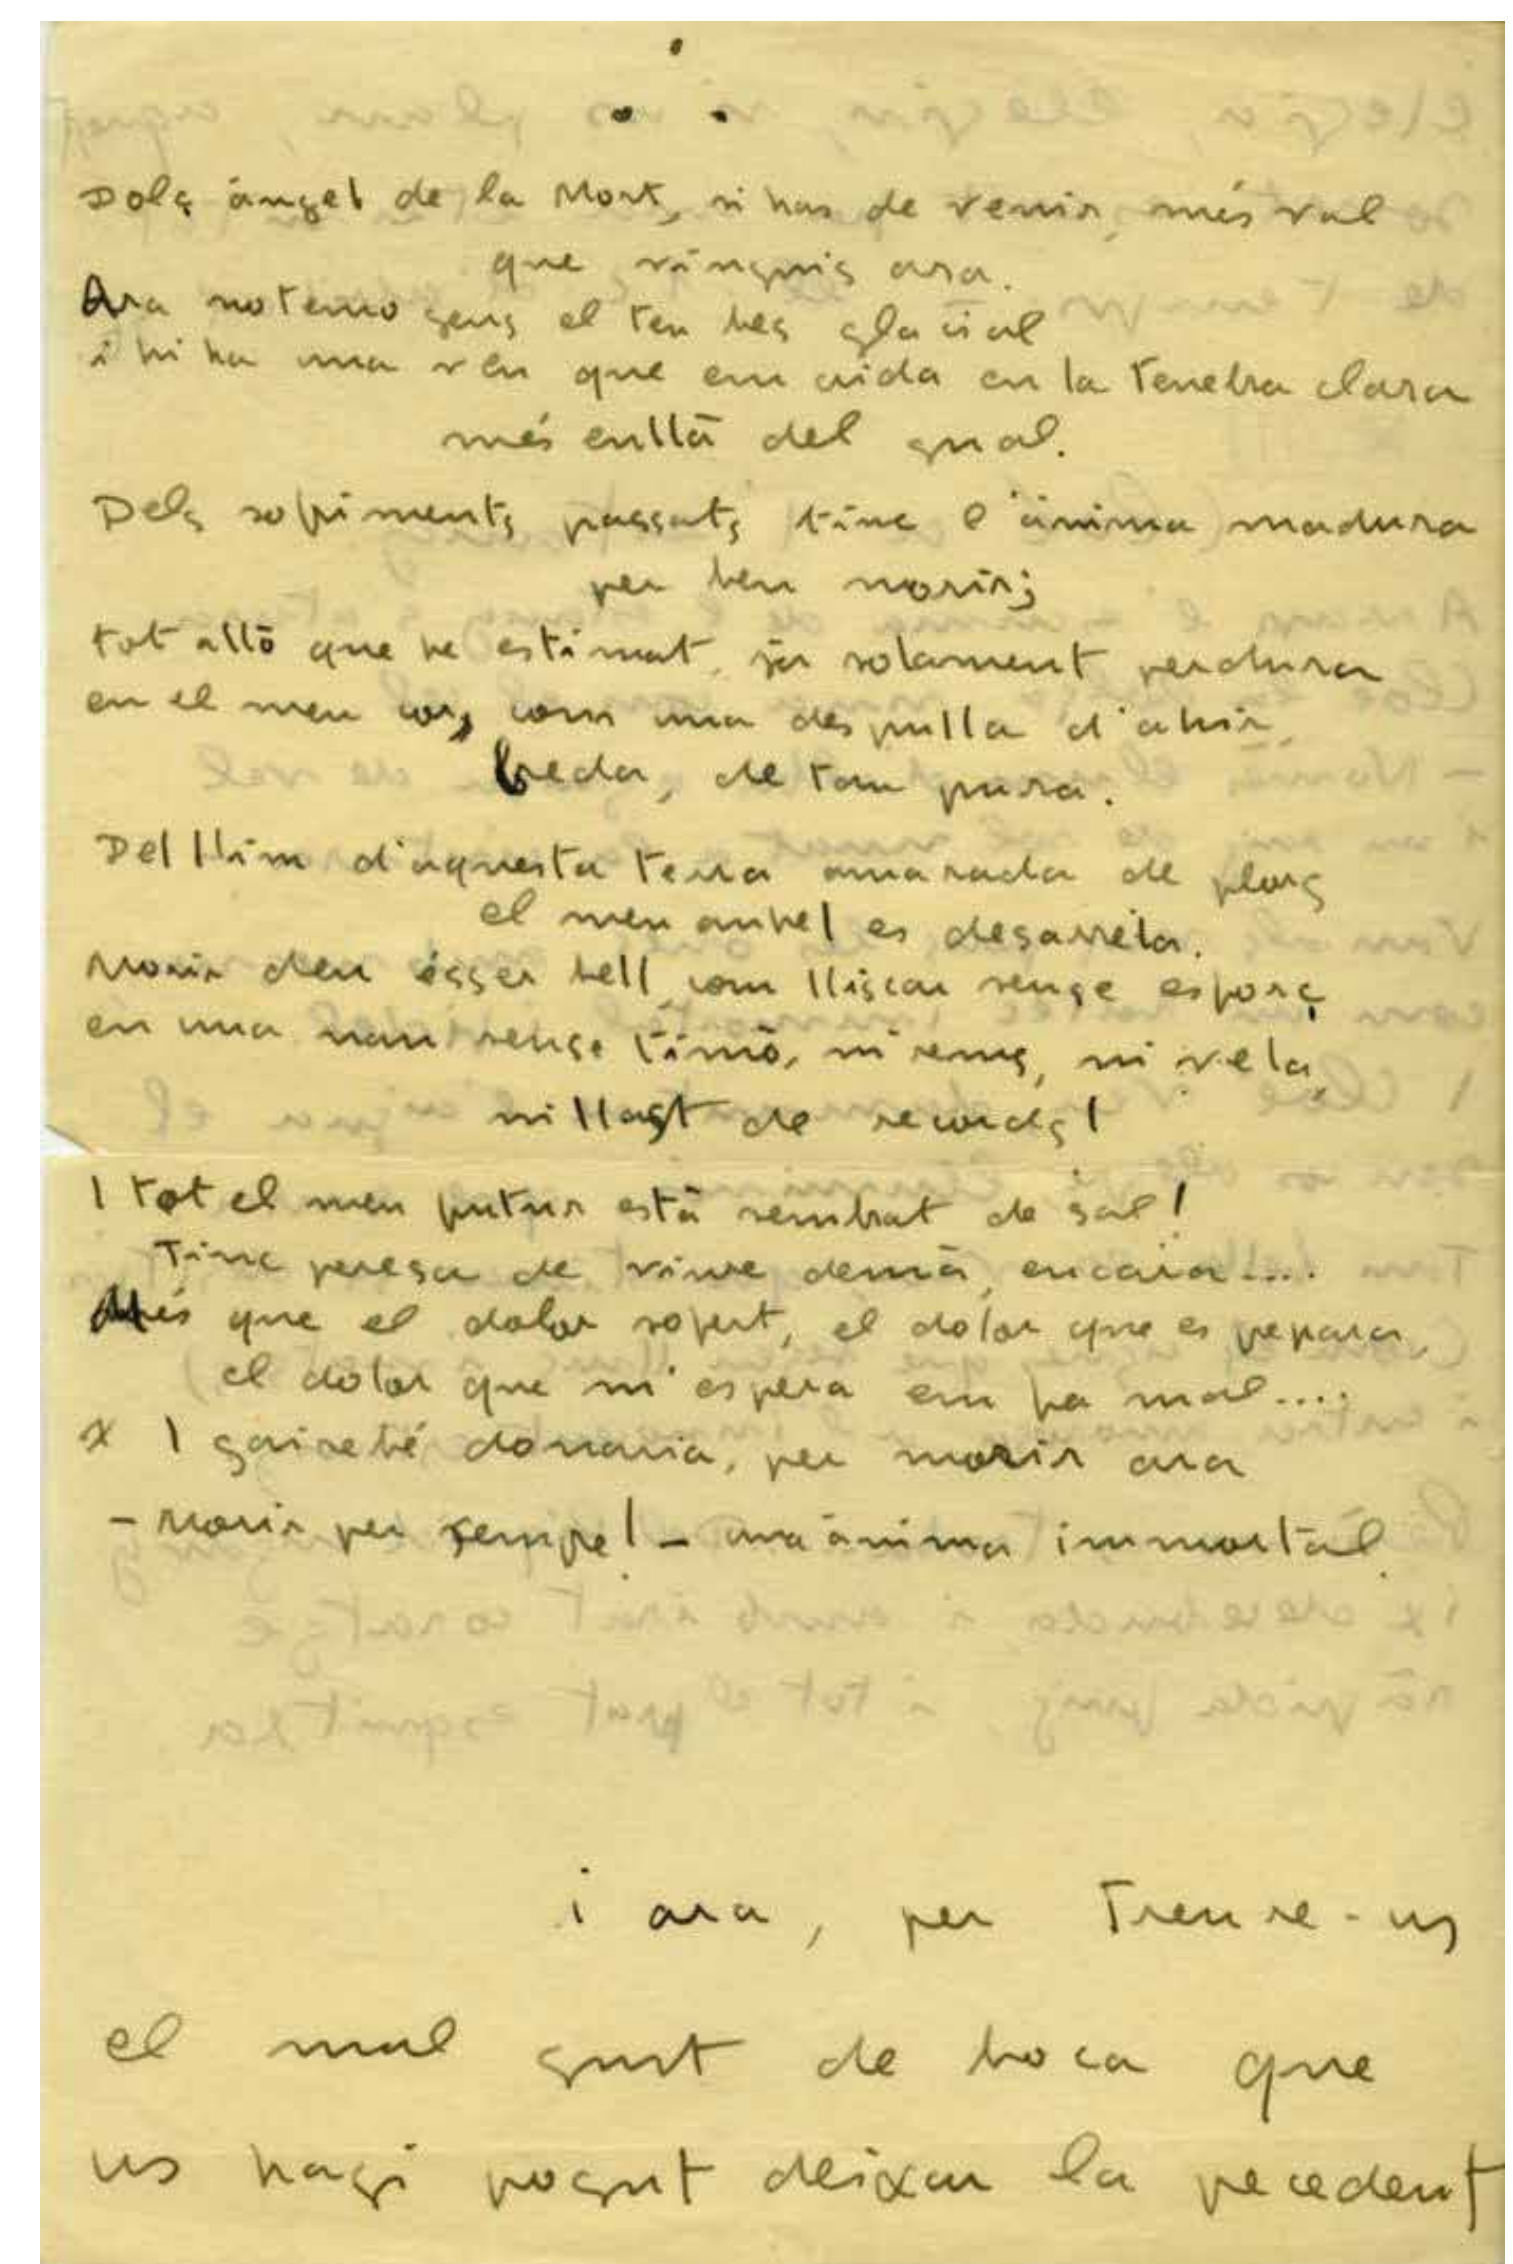 Dolç àngel de la Mort, si has de venir, més val
que vinguis ara.
Ara no temo gens el teu bes glacial
i hi ha una veu que em crida en la tenebra clara
més enllà del gual.
Dels sofriments passats tinc l'ànima madura
per ben morir;
tot allò que he estimat ja solament perdura
en el meu cor, com una despulla d'ahir,
freda, de tan pura.
Del llim d'aquesta terra amarada de plors
el meu anhel es desarrela.
Morir deu ésser bell, com lliscar sense esforç
en una nau sense timó, ni rems, ni vela,
ni llast de records!
I tot el meu futur està sembrat de sal!
Tinc peresa de viure demà, encara....
Més que el dolor sofert, el dolor que es prepara,
el dolor que m'espera em fa mal....
x I gairebé donaria, per morir ara
- Morir per sempre! - una ànima immortal.
i ara, per treure-us
el mal gust de boca que
us hagi pogut deixar la precedent